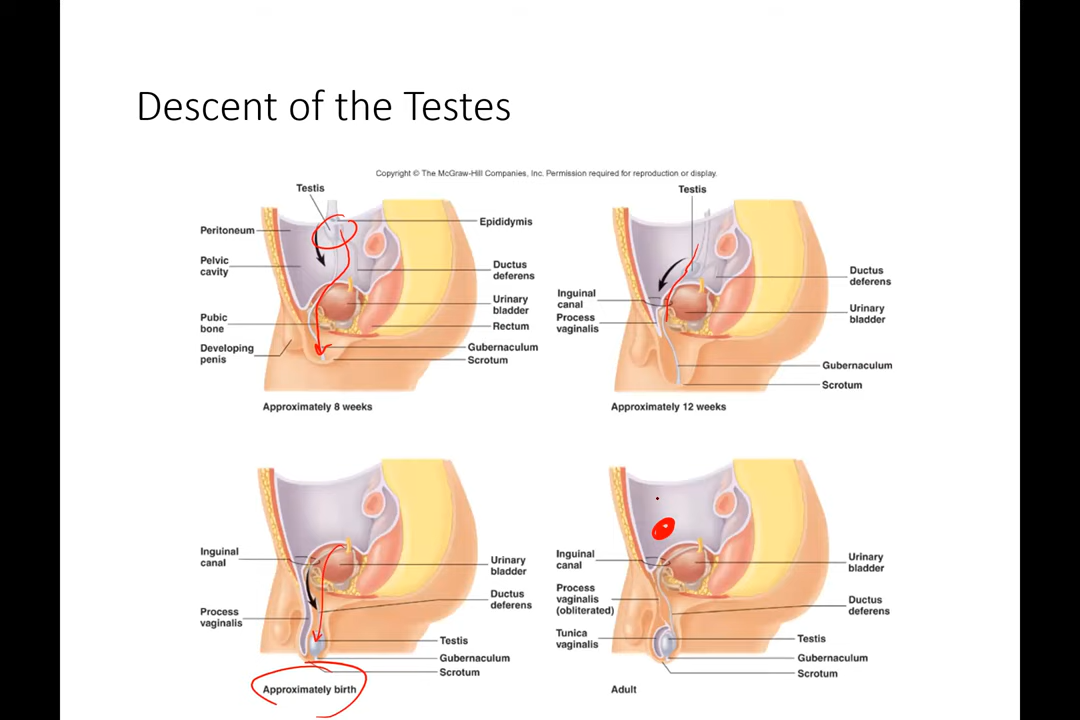 Descent of the Testes
Copyright © The McGraw-Hill Companies, Inc. Permission required for reproduction or display.
Testis
Peritoneum
Pelvic
cavity
Pubic
bone
Developing
penis
Epididymis
Ductus
deferens
Urinary
bladder
Rectum
Gubernaculum
Scrotum
Approximately 8 weeks
Testis
Inguinal
canal
Process
vaginalis
Ductus
deferens
Urinary
bladder
Gubernaculum
Scrotum
Approximately 12 weeks
Inguinal
canal
Process
vaginalis
Urinary
bladder
Ductus
deferens
Testis
Gubernaculum
Scrotum
Approximately birth
Inguinal
canal
Process
vaginalis
(obliterated)
Tunica
vaginalis
Urinary
bladder
Ductus
deferens
Testis
Gubernaculum
Scrotum
Adult